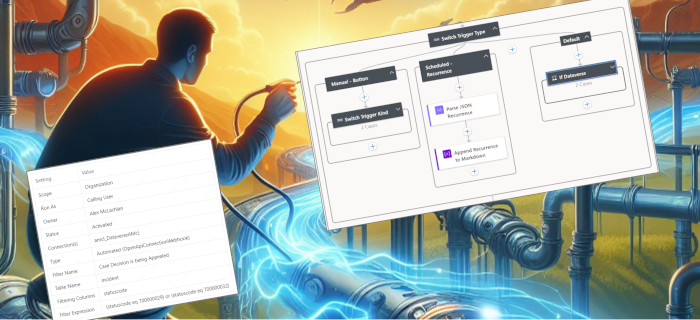 Switch Trigger Type
Manual - Button
Switch Trigger Kind
2 Cases
Scheduled -
Recurrence
Parse JSON
Recurrence
Append Recurrence
to Markdown
Default
If Dataverse
2 Cases
Setting Value
Scope Organization
Run As Calling User
Owner Alex McLachlan
Status Activated
Connection(s)
Type Automated (OpenApiConnectionWebhook)
Filter Name Case Decision is Being Appealed
Table Name incident
Filtering Columns statuscode
Filter Expression (statuscode eq 700000029) or (statuscode eq 700000032)